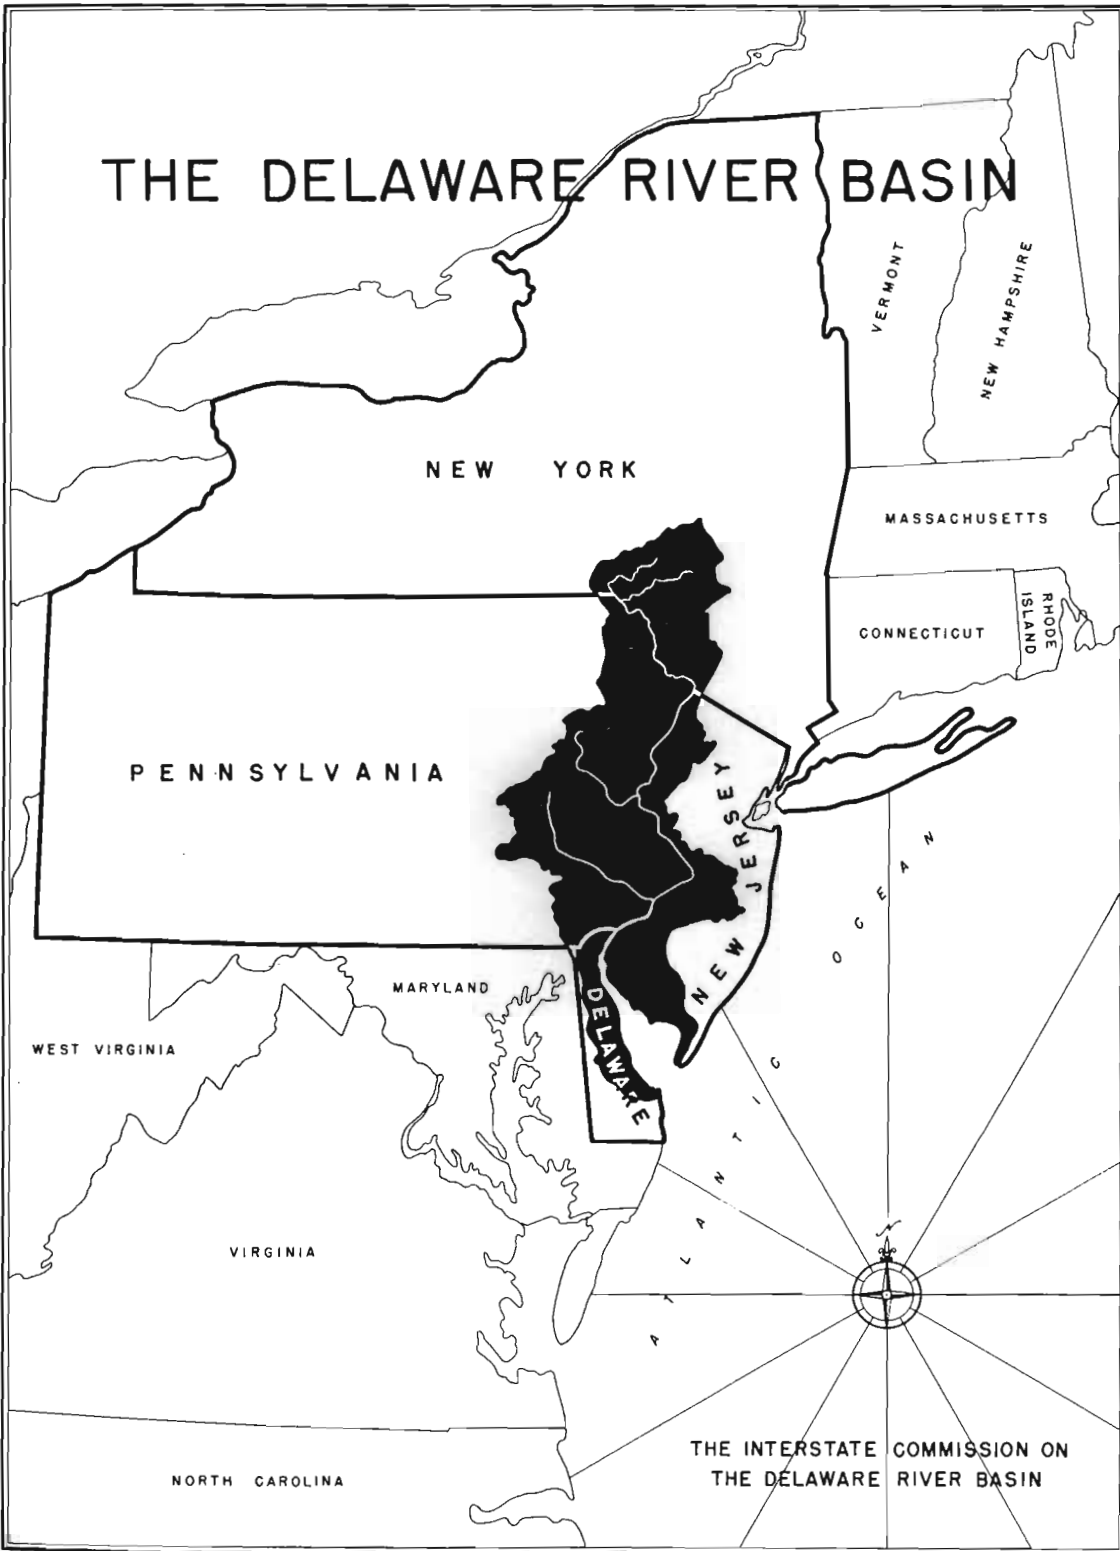 THE DELAWARE RIVER BASIN
VERMONT
NEW HAMPSHIRE
NEW YORK
MASSACHUSETTS
RHODE
ISLAND
CONNECTICUT
PENNSYLVANIA
NEW JERSEY
MARYLAND
DELAWARE
WEST VIRGINIA
VIRGINIA
ATLANTIC OCEAN
N
NORTH CAROLINA
THE INTERSTATE COMMISSION ON
THE DELAWARE RIVER BASIN